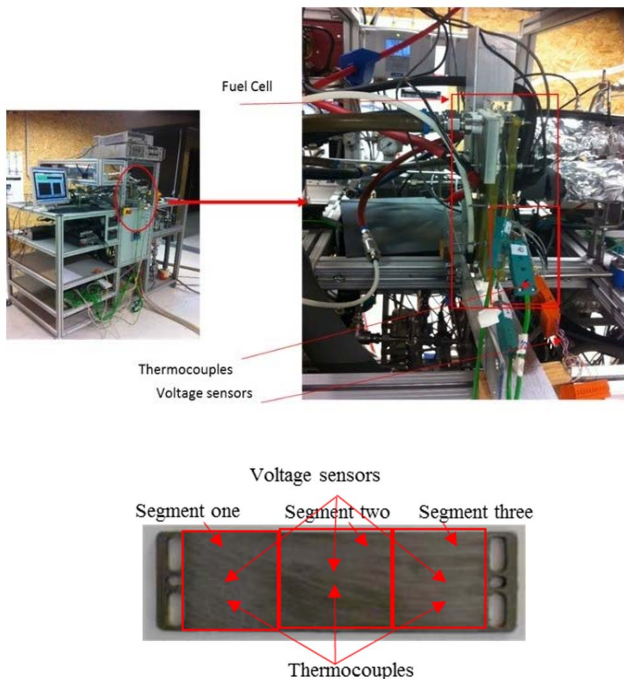 Fuel Cell
Thermocouples
Voltage sensors
Voltage sensors
Segment one
Segment two
Segment three
Thermocouples